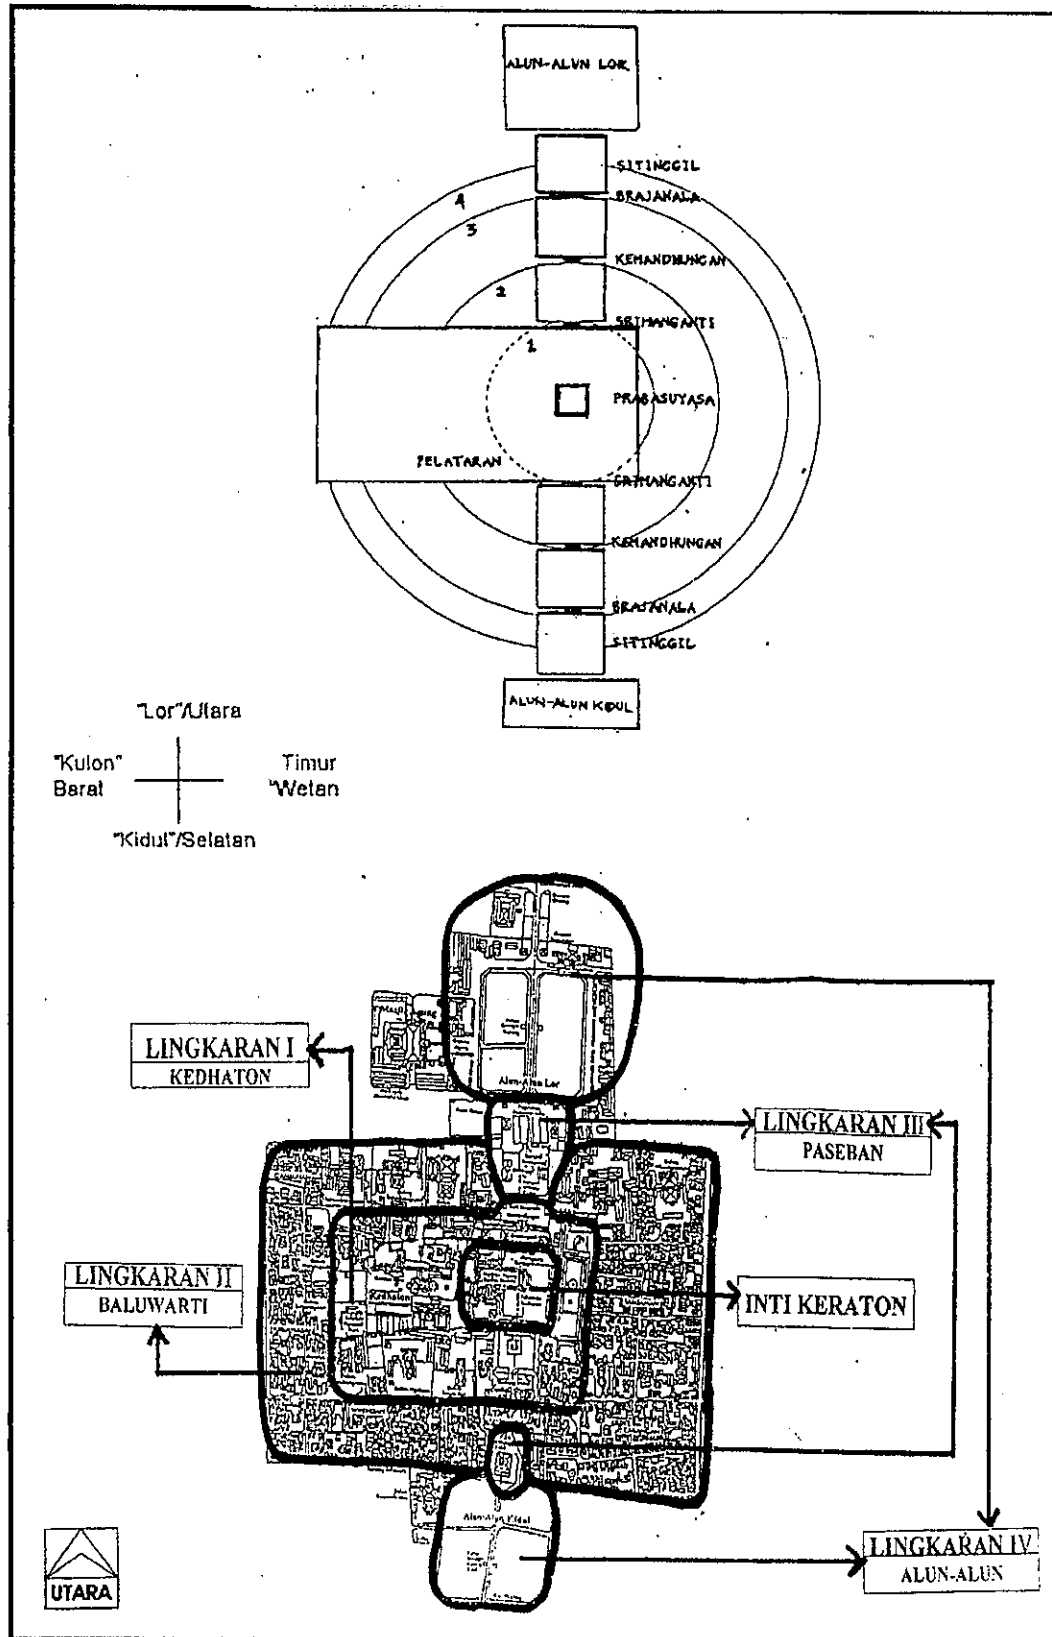 ALUN-ALUN LOR
SITINGGIL
BRAJANALA
4
3
KEMANDHUNGAN
2
SRIMANGANTI
1
PRABASUYASA
PELATARAN
SRIMANGANTI
KEMANDHUNGAN
BRAJANALA
SITINGGIL
ALUN-ALUN KIDUL
"Lor"/Utara
"Kulon"
Barat
Timur
"Wetan
"Kidul"/Selatan
LINGKARAN I
KEDHATON
Alun-Alun Lor
LINGKARAN III
PASEBAN
LINGKARAN II
BALUWARTI
Kedhaton
INTI KERATON
Alun-Alun Kidul
LINGKARAN IV
ALUN-ALUN
UTARA